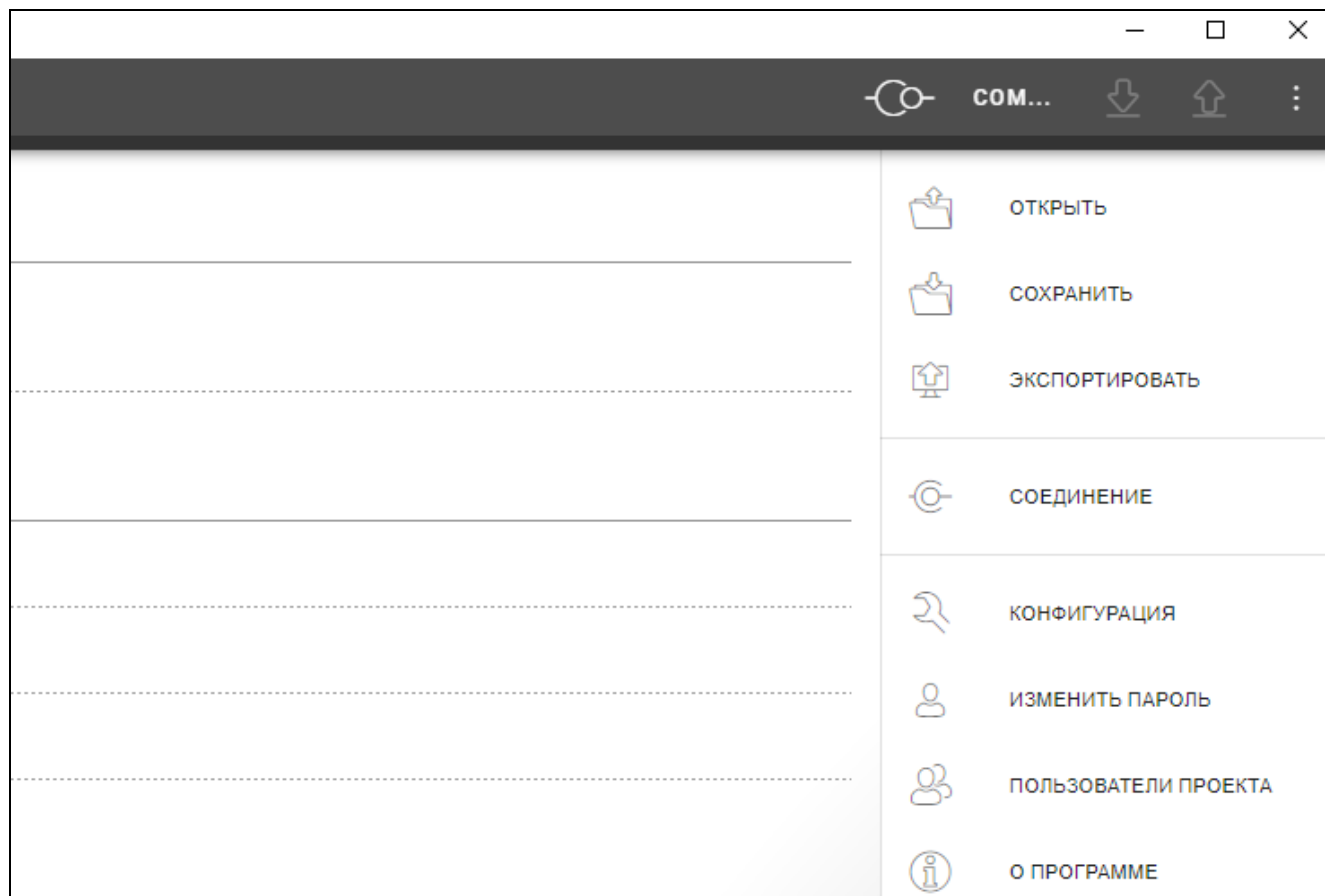 COM...
ОТКРЫТЬ
СОХРАНИТЬ
ЭКСПОРТИРОВАТЬ
СОЕДИНЕНИЕ
КОНФИГУРАЦИЯ
ИЗМЕНИТЬ ПАРОЛЬ
ПОЛЬЗОВАТЕЛИ ПРОЕКТА
О ПРОГРАММЕ